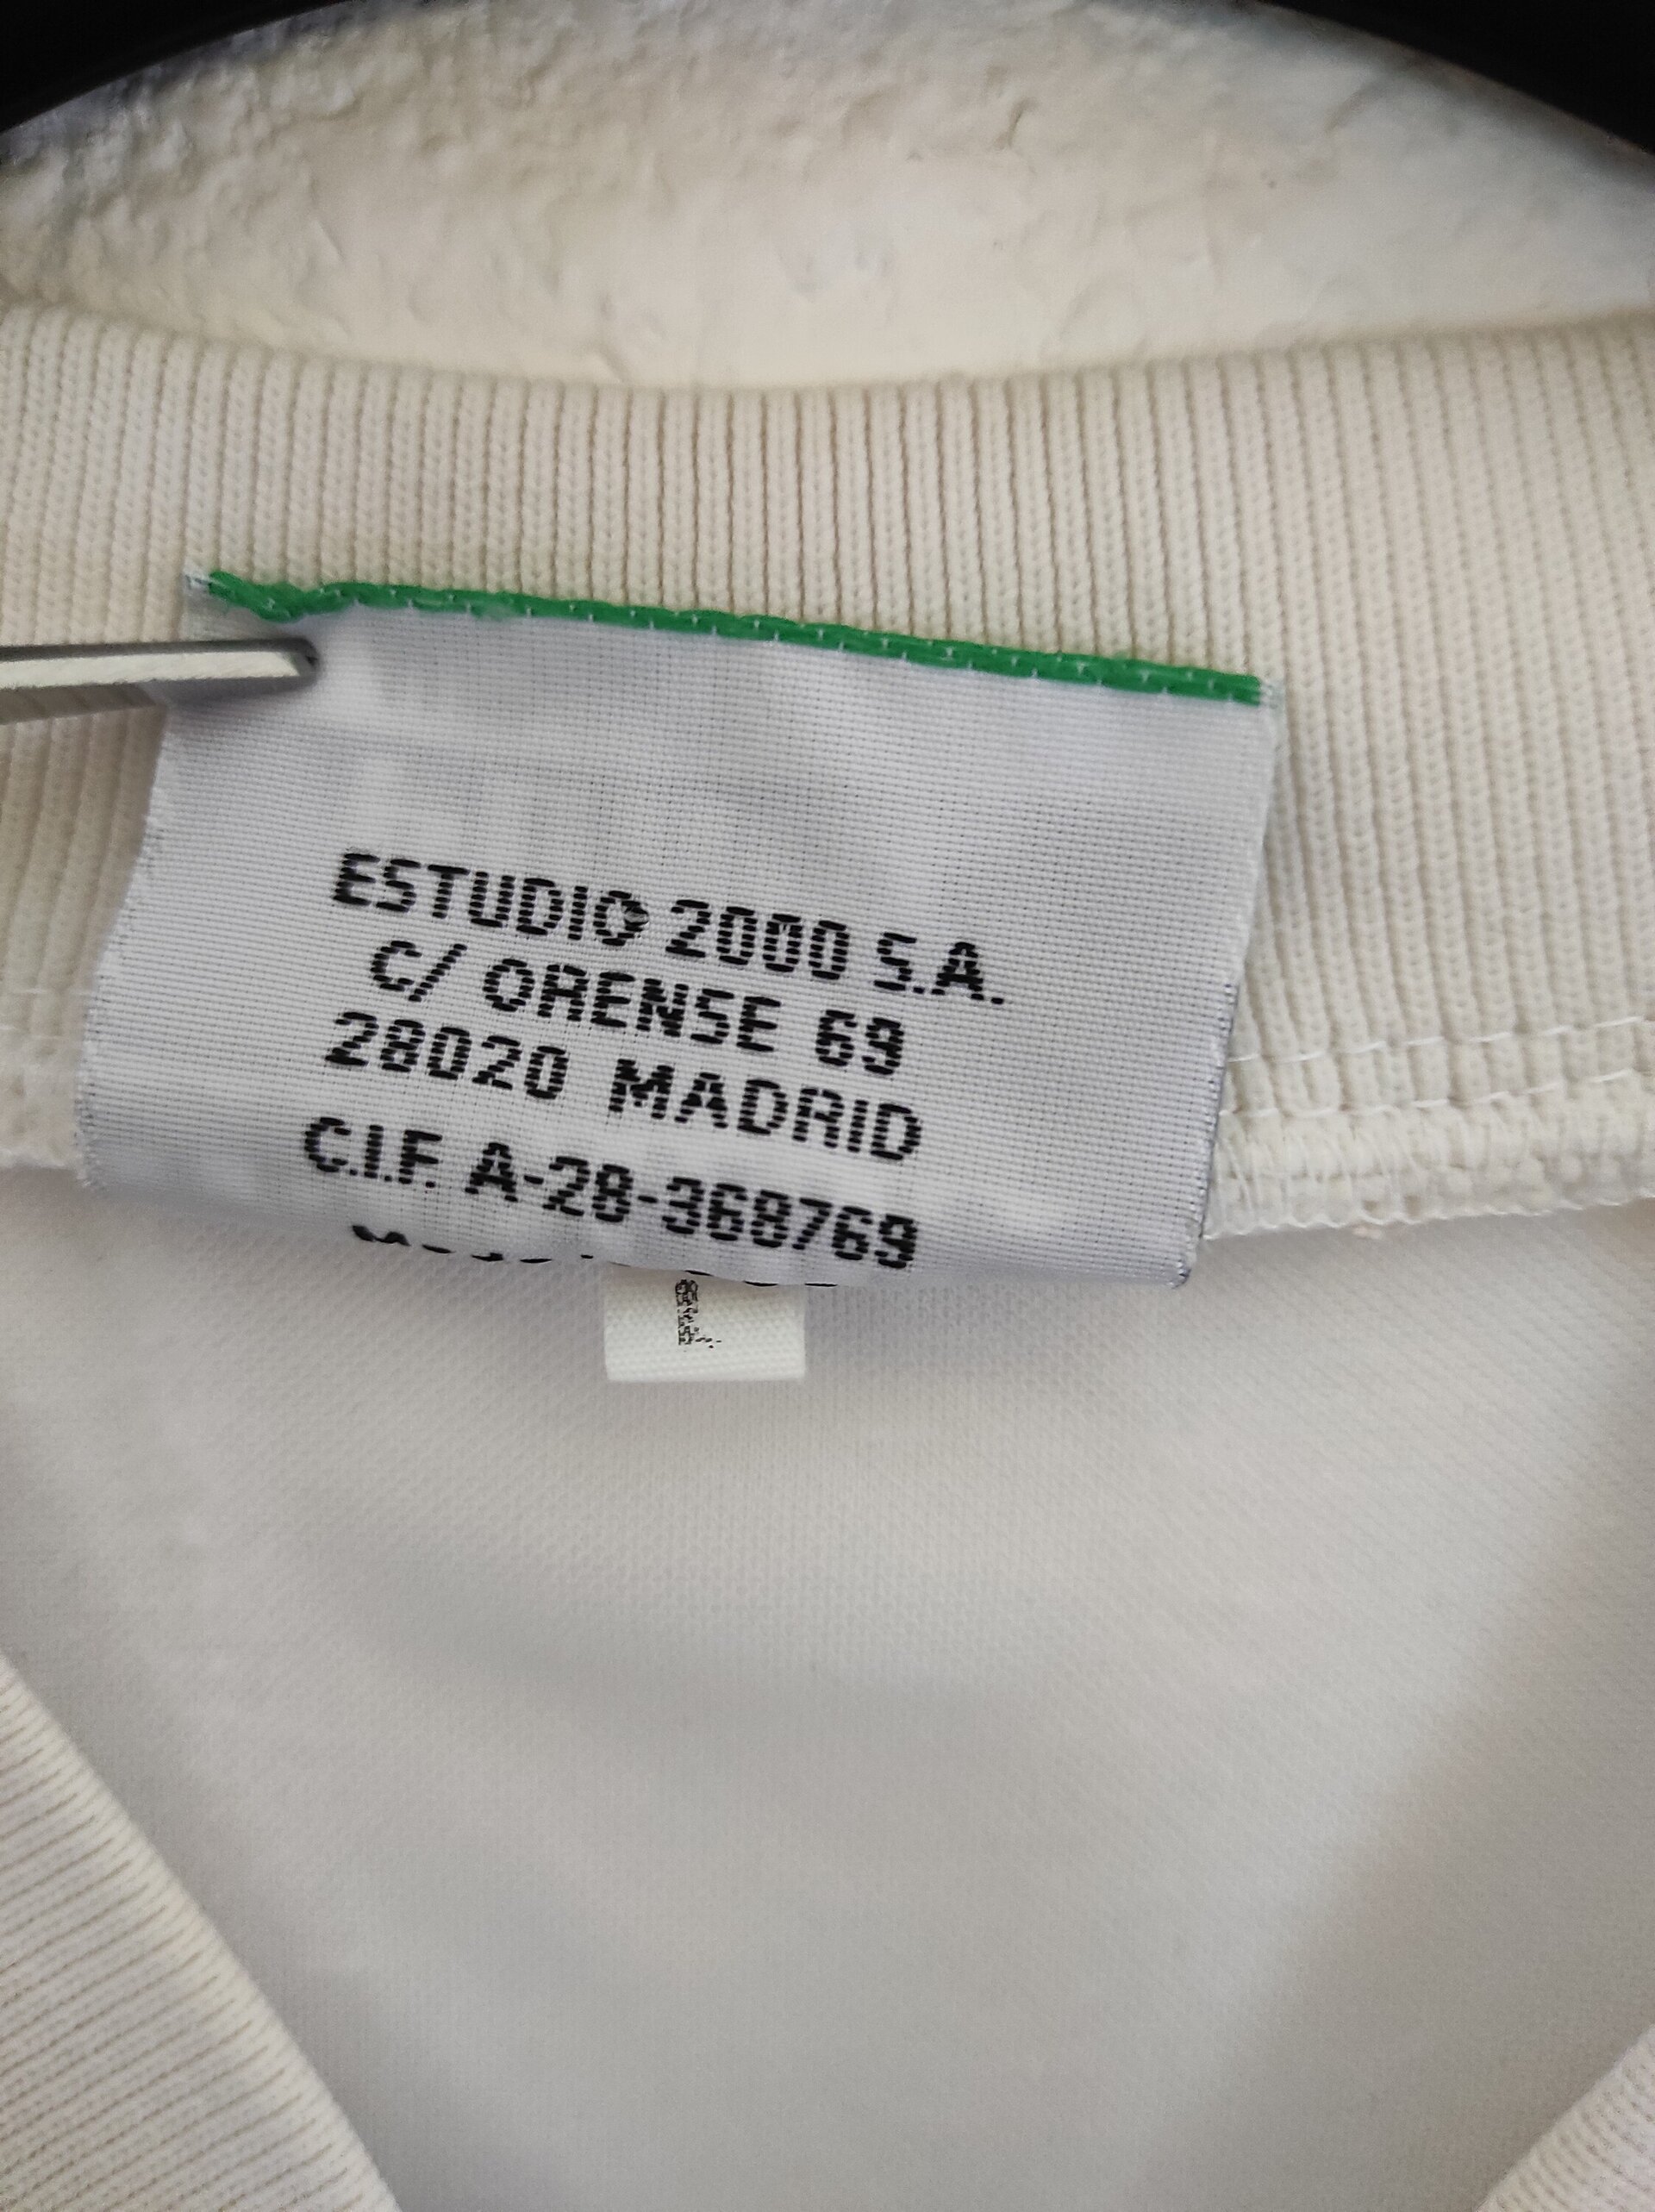 ESTUDIO 2000 S.A.
C/ ORENSE 69
28020 MADRID
C.I.F. A-28-368769